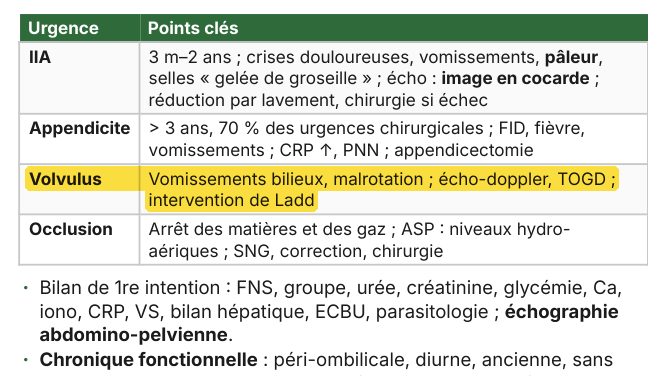 Urgence Points clés
IIA 3 m–2 ans ; crises douloureuses, vomissements, pâleur,
selles « gelée de groseille » ; écho : image en cocarde ;
réduction par lavement, chirurgie si échec
Appendicite > 3 ans, 70 % des urgences chirurgicales ; FID, fièvre,
vomissements ; CRP ↑, PNN ; appendicectomie
Volvulus Vomissements bilieux, malrotation ; écho-doppler, TOGD ;
intervention de Ladd
Occlusion Arrêt des matières et des gaz ; ASP : niveaux hydro-
aériques ; SNG, correction, chirurgie
· Bilan de 1re intention : FNS, groupe, urée, créatinine, glycémie, Ca,
iono, CRP, VS, bilan hépatique, ECBU, parasitologie ; échographie
abdomino-pelvienne.
· Chronique fonctionnelle : péri-ombilicale, diurne, ancienne, sans